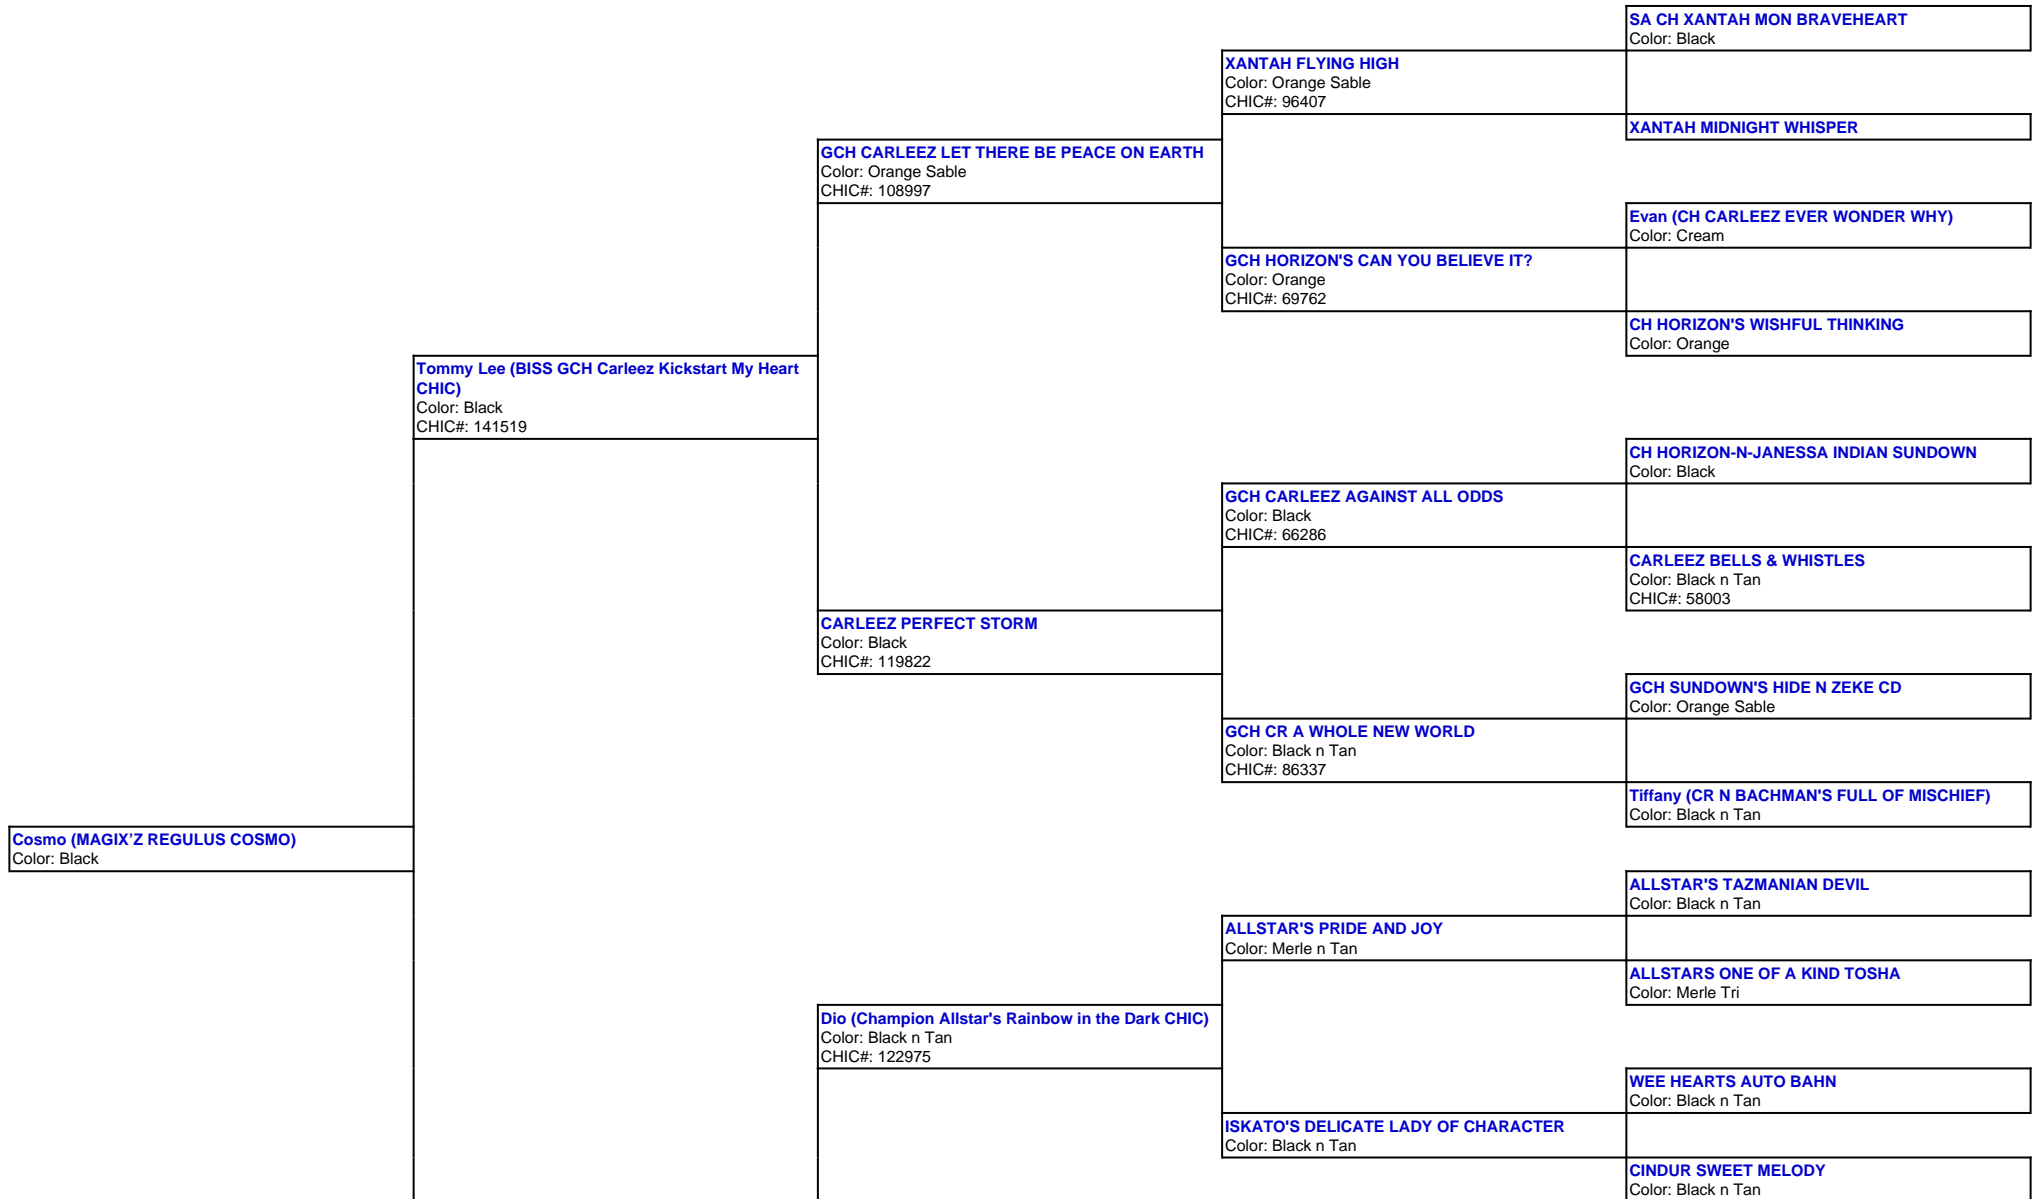 SA CH XANTAH MON BRAVEHEART
Color: Black
XANTAH FLYING HIGH
Color: Orange Sable
CHIC#: 96407
XANTAH MIDNIGHT WHISPER
GCH CARLEEZ LET THERE BE PEACE ON EARTH
Color: Orange Sable
CHIC#: 108997
Evan (CH CARLEEZ EVER WONDER WHY)
Color: Cream
GCH HORIZON'S CAN YOU BELIEVE IT?
Color: Orange
CHIC#: 69762
CH HORIZON'S WISHFUL THINKING
Color: Orange
Tommy Lee (BISS GCH Carleez Kickstart My Heart
CHIC)
Color: Black
CHIC#: 141519
CH HORIZON-N-JANESSA INDIAN SUNDOWN
Color: Black
GCH CARLEEZ AGAINST ALL ODDS
Color: Black
CHIC#: 66286
CARLEEZ BELLS & WHISTLES
Color: Black n Tan
CHIC#: 58003
CARLEEZ PERFECT STORM
Color: Black
CHIC#: 119822
GCH SUNDOWN'S HIDE N ZEKE CD
Color: Orange Sable
GCH CR A WHOLE NEW WORLD
Color: Black n Tan
CHIC#: 86337
Tiffany (CR N BACHMAN'S FULL OF MISCHIEF)
Color: Black n Tan
Cosmo (MAGIX’Z REGULUS COSMO)
Color: Black
ALLSTAR'S TAZMANIAN DEVIL
Color: Black n Tan
ALLSTAR'S PRIDE AND JOY
Color: Merle n Tan
ALLSTARS ONE OF A KIND TOSHA
Color: Merle Tri
Dio (Champion Allstar's Rainbow in the Dark CHIC)
Color: Black n Tan
CHIC#: 122975
WEE HEARTS AUTO BAHN
Color: Black n Tan
ISKATO'S DELICATE LADY OF CHARACTER
Color: Black n Tan
CINDUR SWEET MELODY
Color: Black n Tan